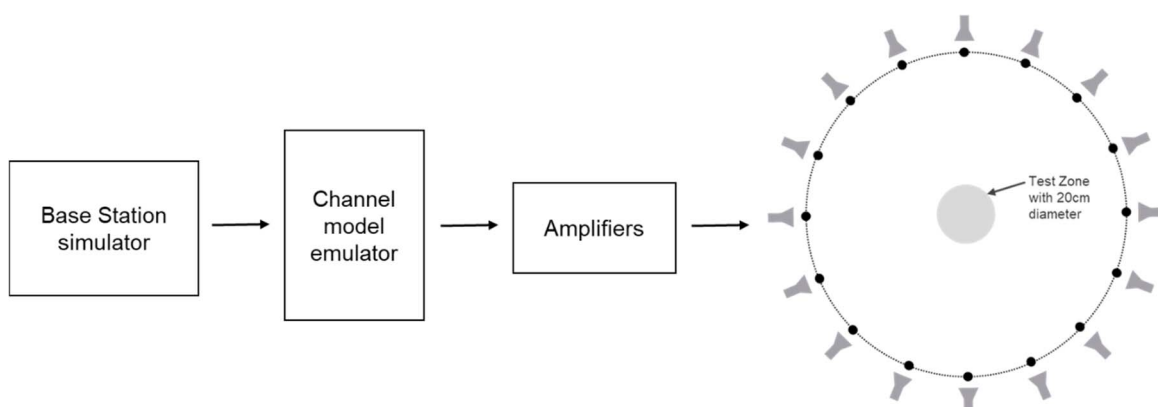 Base Station
simulator
Channel
model
emulator
Amplifiers
Test Zone
with 20cm
diameter